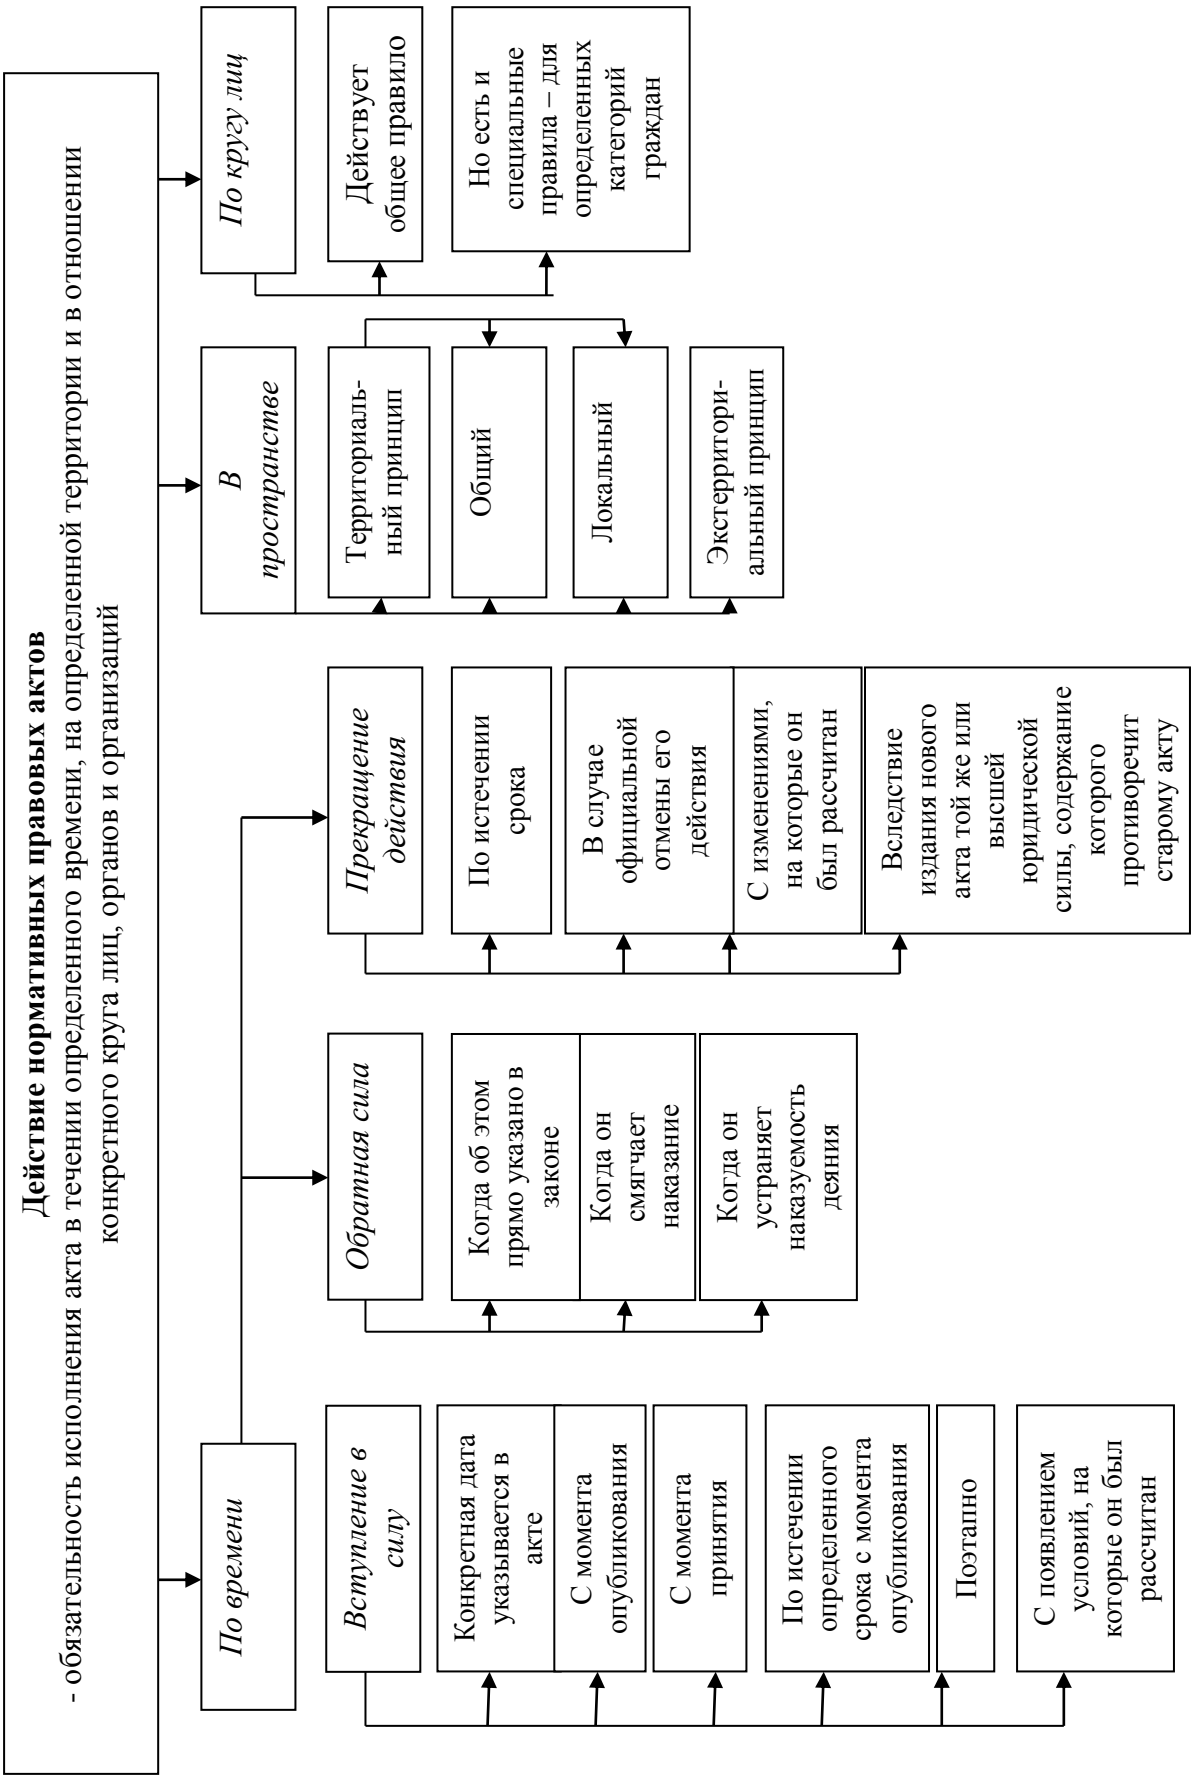 Действие нормативных правовых актов
- обязательность исполнения акта в течении определенного времени, на определенной территории и в отношении
конкретного круга лиц, органов и организаций
По времени
Вступление в
силу
Конкретная дата
указывается в
акте
С момента
опубликования
С момента
принятия
По истечении
определенного
срока с момента
опубликования
Поэтапно
С появлением
условий, на
которые он был
рассчитан
Обратная сила
Когда об этом
прямо указано в
законе
Когда он
смягчает
наказание
Когда он
устраняет
наказуемость
деяния
Прекращение
действия
По истечении
срока
В случае
официальной
отмены его
действия
С изменениями,
на которые он
был рассчитан
Вследствие
издания нового
акта той же или
высшей
юридической
силы, содержание
которого
противоречит
старому акту
В
пространстве
Территориаль-
ный принцип
Общий
Локальный
Экстерритори-
альный принцип
По кругу лиц
Действует
общее правило
Но есть и
специальные
правила – для
определенных
категорий
граждан